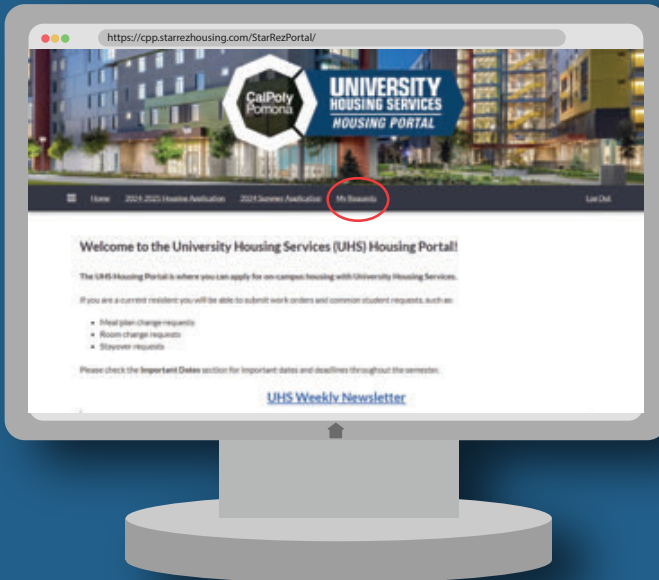 https://cpp.starrezhousing.com/StarRezPortal/
CalPoly
Pomona
UNIVERSITY
HOUSING SERVICES
HOUSING PORTAL
Home 2024-2025 Housing Application 2024 Summer Application My Requests Log Out
Welcome to the University Housing Services (UHS) Housing Portal!
The UHS Housing Portal is where you can apply for on-campus housing with University Housing Services.
If you are a current resident you will be able to submit work orders and common student requests, such as:
• Meal plan change requests
• Room change requests
• Stayover requests
Please check the Important Dates section for important dates and deadlines throughout the semester.
UHS Weekly Newsletter